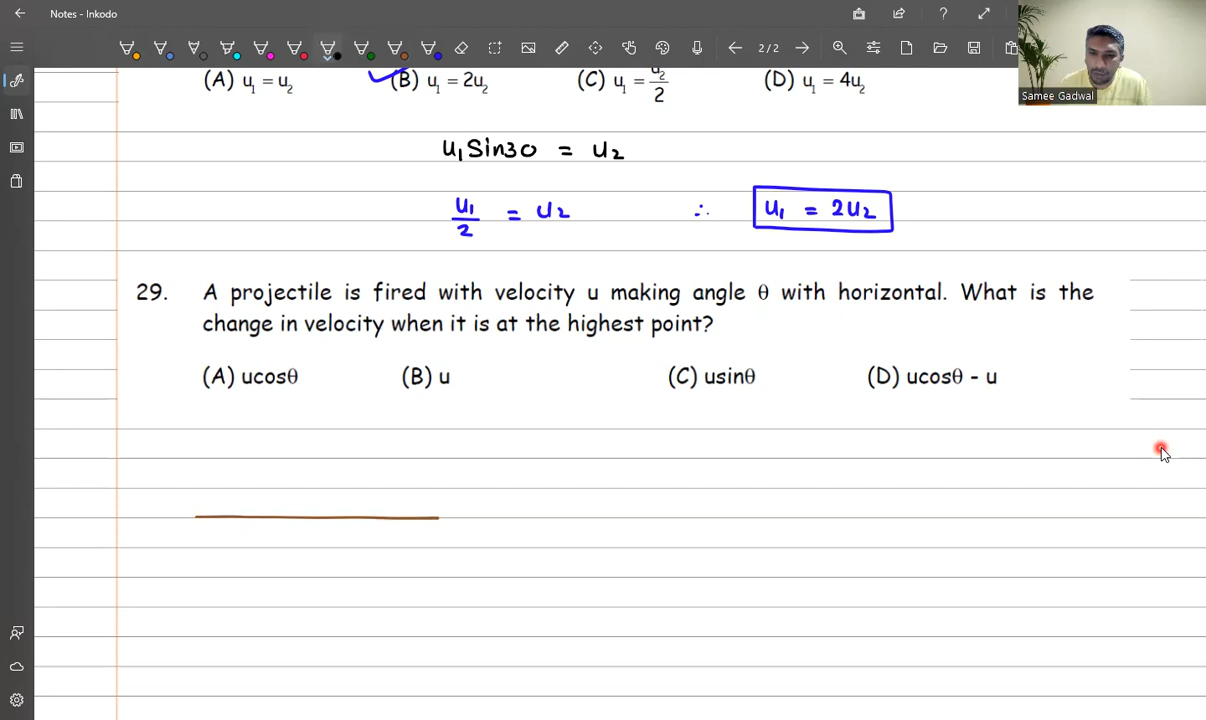 Notes - Inkodo
2/2
Samee Gadwal
(A) u₁ = u₂ (B) u₁ = 2u₂ (C) u₁ = u₂/2 (D) u₁ = 4u₂
u₁ Sin30 = u₂
u₁/2 = u₂ ∴ u₁ = 2u₂
29. A projectile is fired with velocity u making angle θ with horizontal. What is the
change in velocity when it is at the highest point?
(A) ucosθ (B) u (C) usinθ (D) ucosθ - u